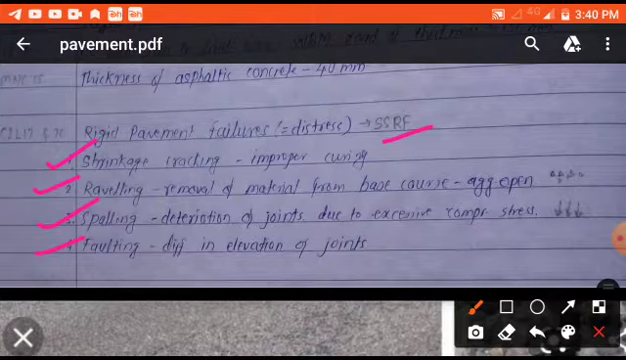 4G 3:40 PM
pavement.pdf
Thickness of asphaltic concrete - 40 mm
Rigid Pavement failures (= distress) → SSRF
1. Shrinkage cracking - improper curing
2. Ravelling - removal of material from base course - agg open
3. Spalling - deteriotion of joints due to excessive compr stress. ↓↓↓
4. Faulting - diff in elevation of joints